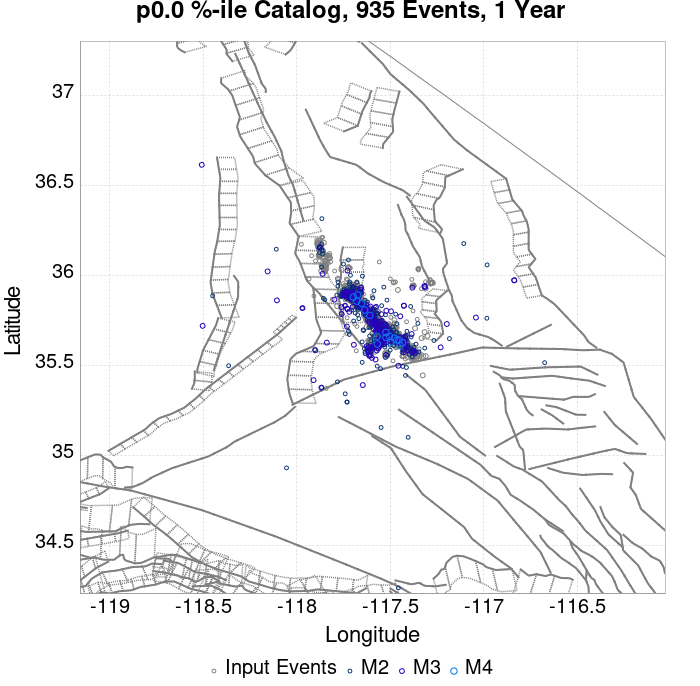 p0.0 %-ile Catalog, 935 Events, 1 Year
37
36.5
36
35.5
35
34.5
Latitude
-119 -118.5 -118 -117.5 -117 -116.5
Longitude
Input Events M2 M3 M4